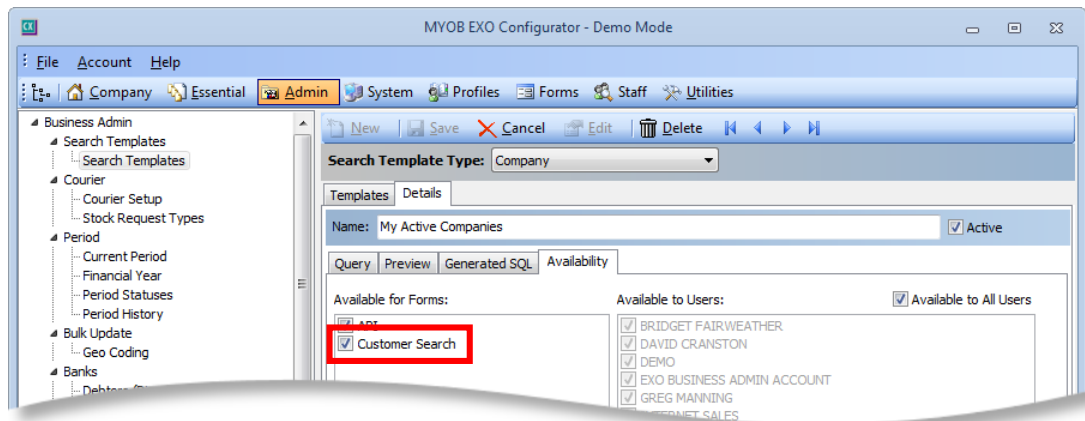 MYOB EXO Configurator - Demo Mode
File Account Help
Company Essential Admin System Profiles Forms Staff Utilities
Business Admin
Search Templates
Search Templates
Courier
Courier Setup
Stock Request Types
Period
Current Period
Financial Year
Period Statuses
Period History
Bulk Update
Geo Coding
Banks
New Save Cancel Edit Delete
Search Template Type: Company
Templates Details
Name: My Active Companies Active
Query Preview Generated SQL Availability
Available for Forms: Available to Users: Available to All Users
API
Customer Search
BRIDGET FAIRWEATHER
DAVID CRANSTON
DEMO
EXO BUSINESS ADMIN ACCOUNT
GREG MANNING
INTERNET SALES